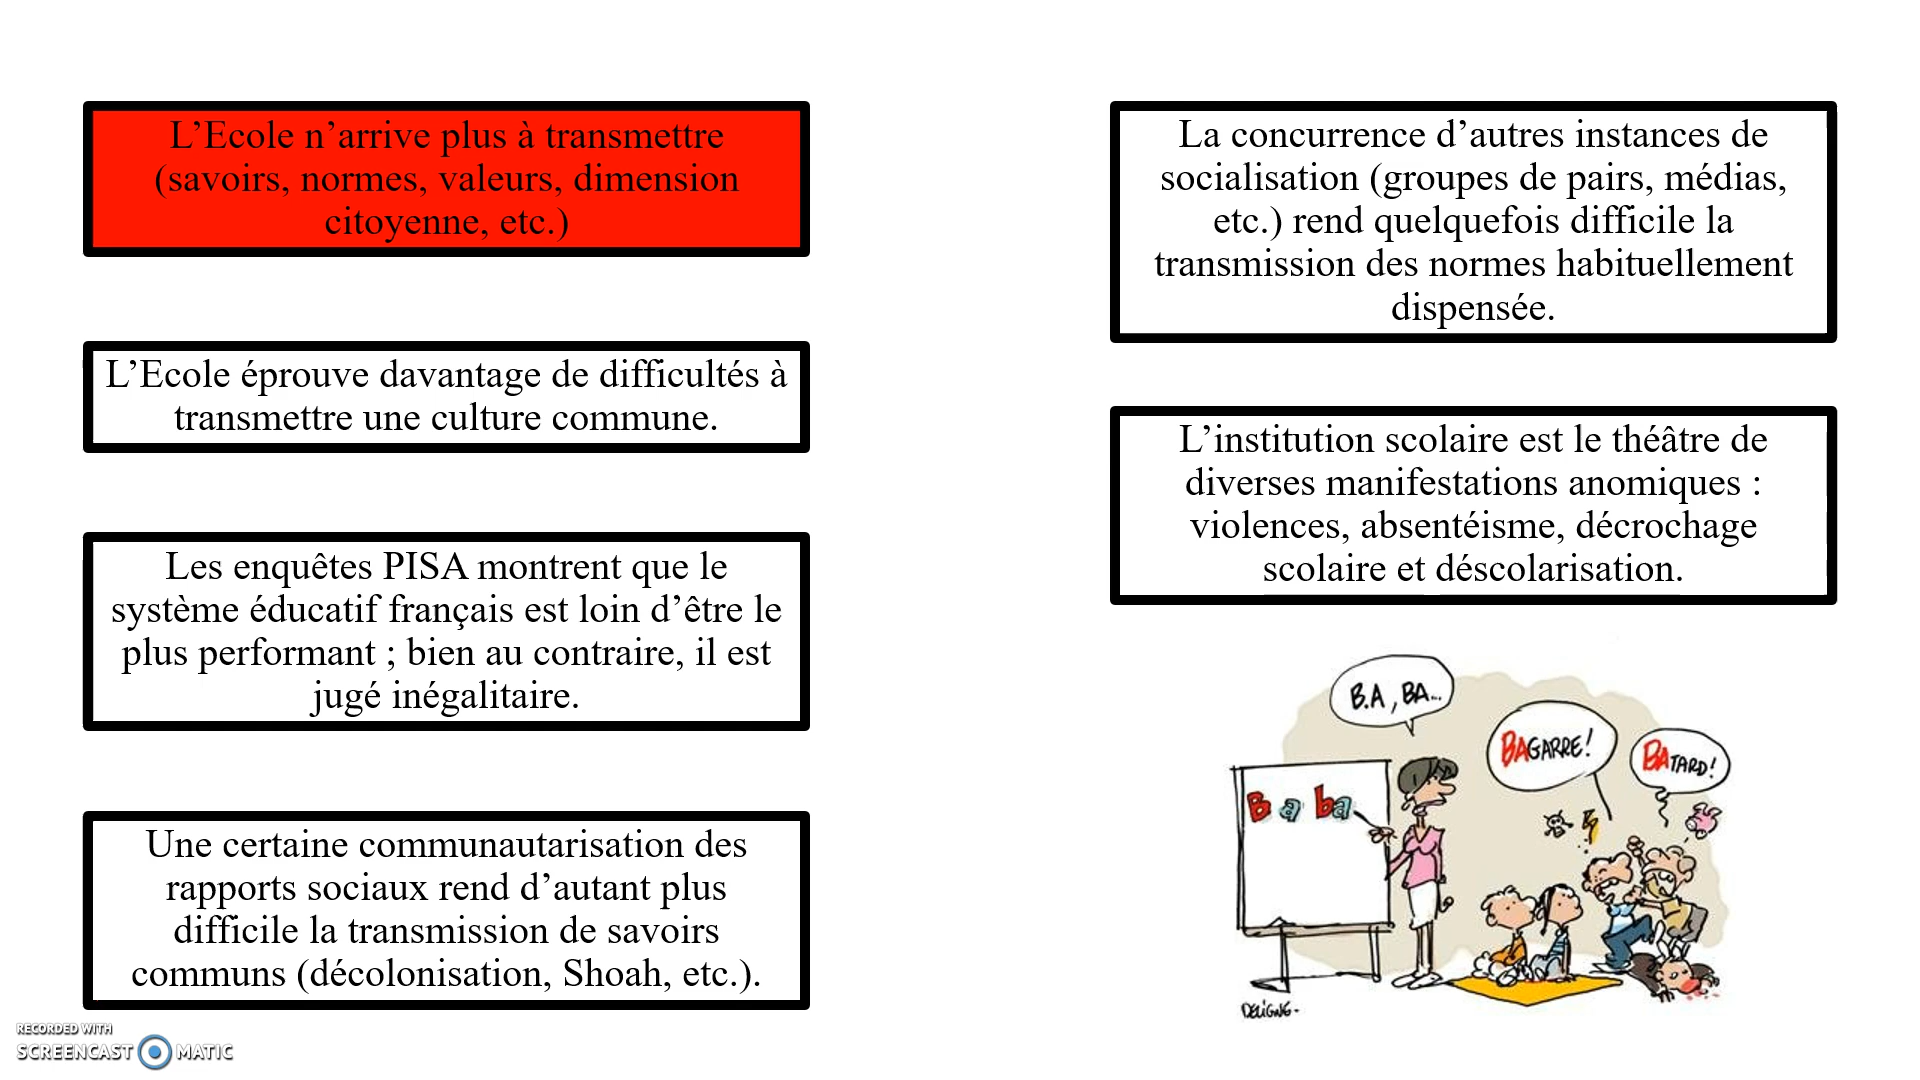 L’Ecole n’arrive plus à transmettre
(savoirs, normes, valeurs, dimension
citoyenne, etc.)
L’Ecole éprouve davantage de difficultés à
transmettre une culture commune.
Les enquêtes PISA montrent que le
système éducatif français est loin d’être le
plus performant ; bien au contraire, il est
jugé inégalitaire.
Une certaine communautarisation des
rapports sociaux rend d’autant plus
difficile la transmission de savoirs
communs (décolonisation, Shoah, etc.).
La concurrence d’autres instances de
socialisation (groupes de pairs, médias,
etc.) rend quelquefois difficile la
transmission des normes habituellement
dispensée.
L’institution scolaire est le théâtre de
diverses manifestations anomiques :
violences, absentéisme, décrochage
scolaire et déscolarisation.
B.A, BA...
BAGARRE!
BATARD!
B a ba
DELIGNE-
RECORDED WITH
SCREENCAST MATIC